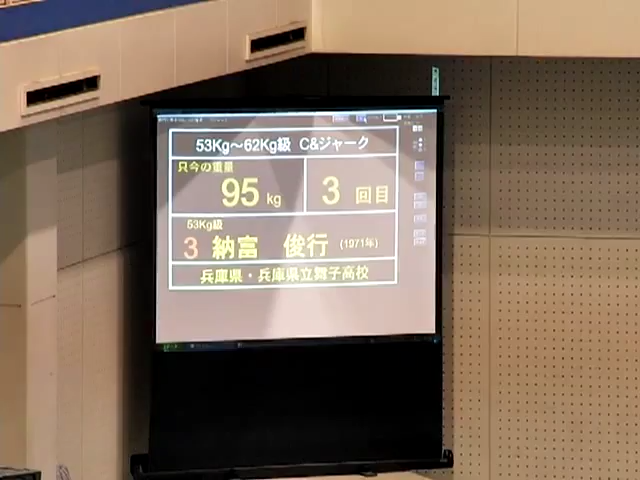 53Kg～62Kg級 C&ジャーク
只今の重量
95 kg
3 回目
53Kg級
3 納富 俊行 (1971年)
兵庫県・兵庫県立舞子高校